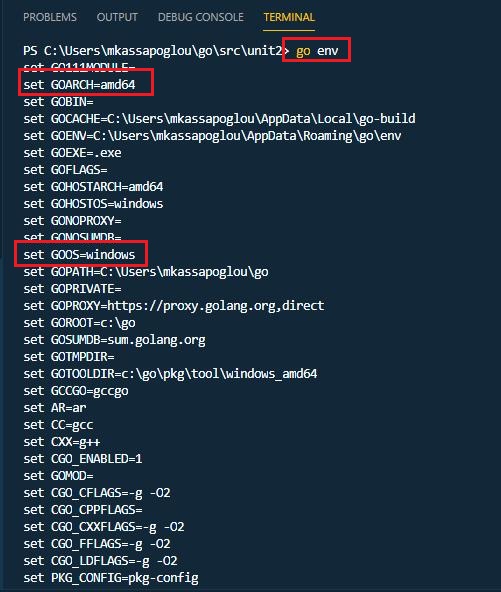 PROBLEMS OUTPUT DEBUG CONSOLE TERMINAL
PS C:\Users\mkassapoglou\go\src\unit2> go env
set GO111MODULE=
set GOARCH=amd64
set GOBIN=
set GOCACHE=C:\Users\mkassapoglou\AppData\Local\go-build
set GOENV=C:\Users\mkassapoglou\AppData\Roaming\go\env
set GOEXE=.exe
set GOFLAGS=
set GOHOSTARCH=amd64
set GOHOSTOS=windows
set GONOPROXY=
set GONOSUMDB=
set GOOS=windows
set GOPATH=C:\Users\mkassapoglou\go
set GOPRIVATE=
set GOPROXY=https://proxy.golang.org,direct
set GOROOT=c:\go
set GOSUMDB=sum.golang.org
set GOTMPDIR=
set GOTOOLDIR=c:\go\pkg\tool\windows_amd64
set GCCGO=gccgo
set AR=ar
set CC=gcc
set CXX=g++
set CGO_ENABLED=1
set GOMOD=
set CGO_CFLAGS=-g -O2
set CGO_CPPFLAGS=
set CGO_CXXFLAGS=-g -O2
set CGO_FFLAGS=-g -O2
set CGO_LDFLAGS=-g -O2
set PKG_CONFIG=pkg-config